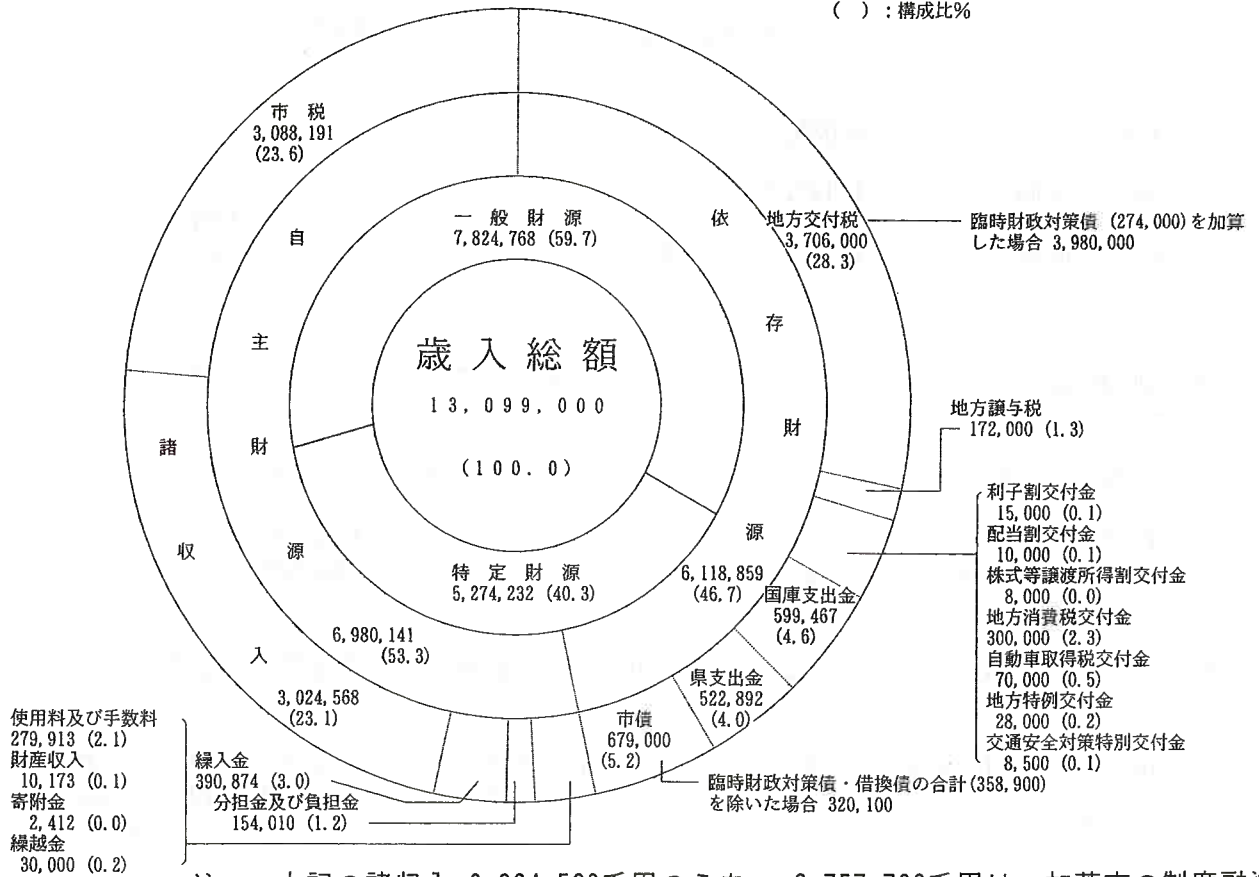 （　）：構成比％
市　税
3,088,191
(23.6)
一　般　財　源
7,824,768 (59.7)
自
主
財
源
6,980,141
(53.3)
依
存
財
源
6,118,859
(46.7)
地方交付税
3,706,000
(28.3)
臨時財政対策債 (274,000) を加算
した場合 3,980,000
歳入総額
13,099,000
(100.0)
特　定　財　源
5,274,232 (40.3)
地方譲与税
172,000 (1.3)
利子割交付金
15,000 (0.1)
配当割交付金
10,000 (0.1)
株式等譲渡所得割交付金
8,000 (0.0)
地方消費税交付金
300,000 (2.3)
自動車取得税交付金
70,000 (0.5)
地方特例交付金
28,000 (0.2)
交通安全対策特別交付金
8,500 (0.1)
国庫支出金
599,467
(4.6)
県支出金
522,892
(4.0)
市債
679,000
(5.2)
臨時財政対策債・借換債の合計(358,900)
を除いた場合 320,100
諸
収
入
3,024,568
(23.1)
使用料及び手数料
279,913 (2.1)
財産収入
10,173 (0.1)
寄附金
2,412 (0.0)
繰越金
30,000 (0.2)
繰入金
390,874 (3.0)
分担金及び負担金
154,010 (1.2)